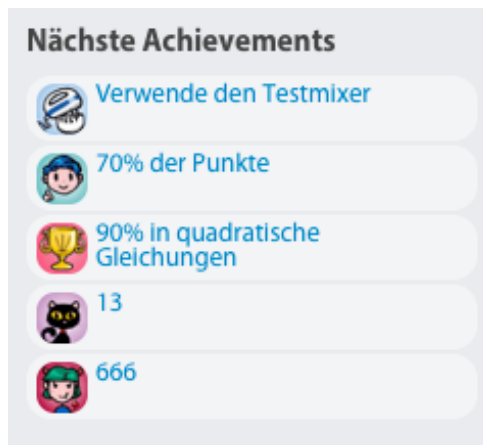 Nächste Achievements
Verwende den Testmixer
70% der Punkte
90% in quadratische
Gleichungen
13
666